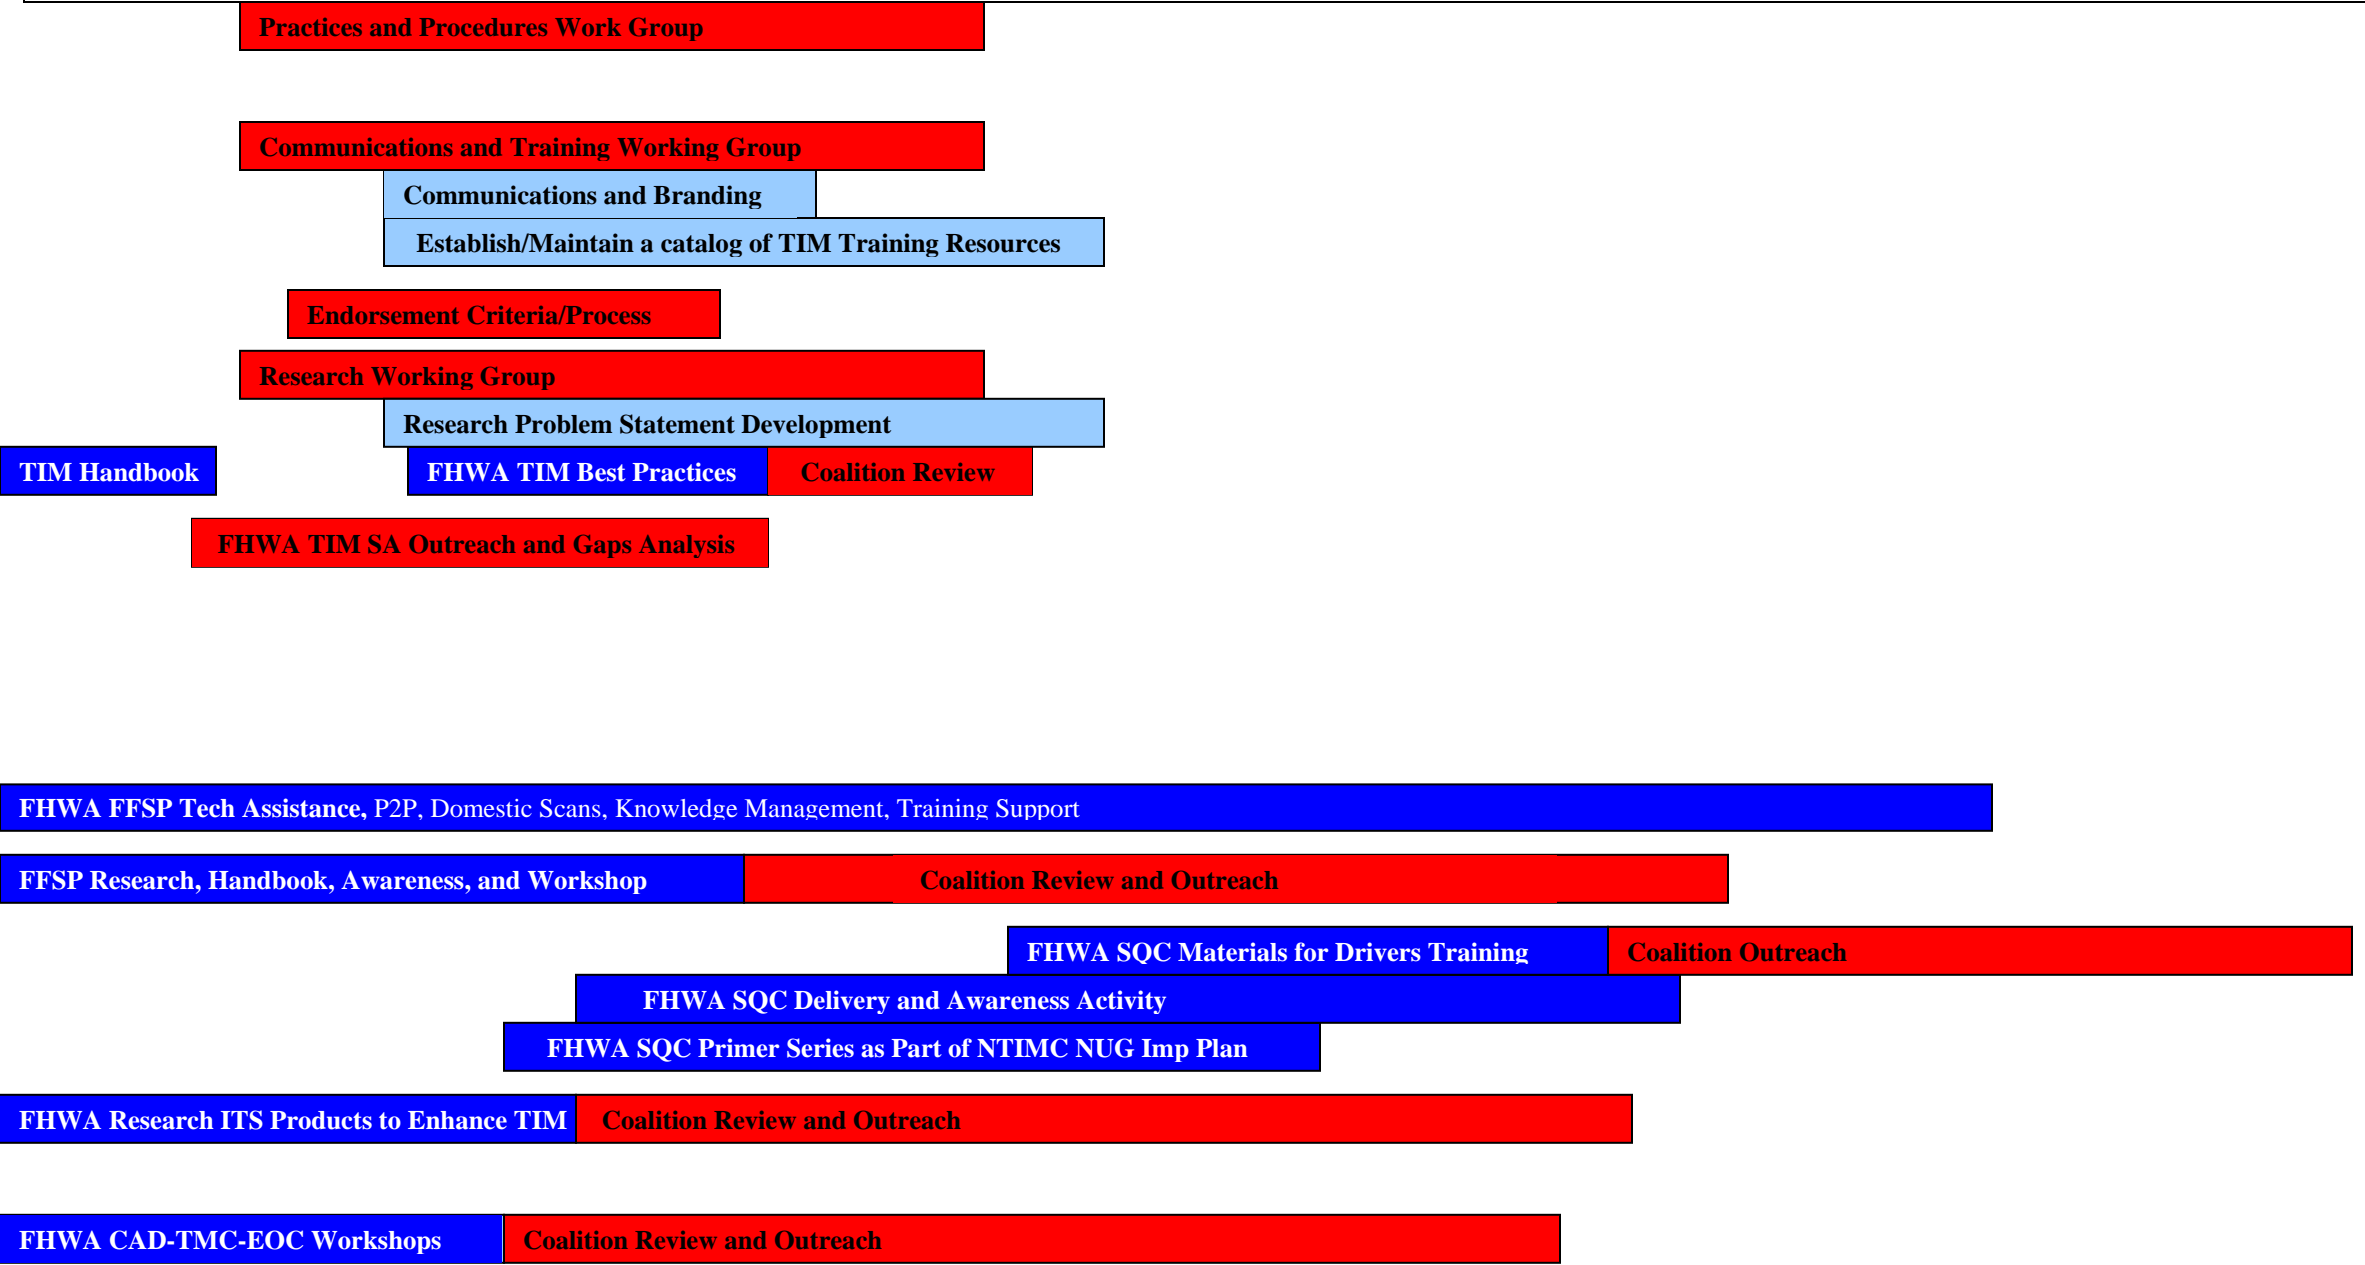 Practices and Procedures Work Group
Communications and Training Working Group
Communications and Branding
Establish/Maintain a catalog of TIM Training Resources
Endorsement Criteria/Process
Research Working Group
Research Problem Statement Development
TIM Handbook
FHWA TIM Best Practices
Coalition Review
FHWA TIM SA Outreach and Gaps Analysis
FHWA FFSP Tech Assistance, P2P, Domestic Scans, Knowledge Management, Training Support
FFSP Research, Handbook, Awareness, and Workshop
Coalition Review and Outreach
FHWA SQC Materials for Drivers Training
Coalition Outreach
FHWA SQC Delivery and Awareness Activity
FHWA SQC Primer Series as Part of NTIMC NUG Imp Plan
FHWA Research ITS Products to Enhance TIM
Coalition Review and Outreach
FHWA CAD-TMC-EOC Workshops
Coalition Review and Outreach